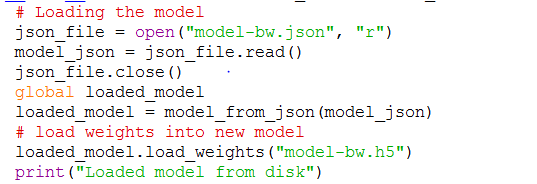 # Loading the model
json_file = open("model-bw.json", "r")
model_json = json_file.read()
json_file.close()
global loaded_model
loaded_model = model_from_json(model_json)
# load weights into new model
loaded_model.load_weights("model-bw.h5")
print("Loaded model from disk")